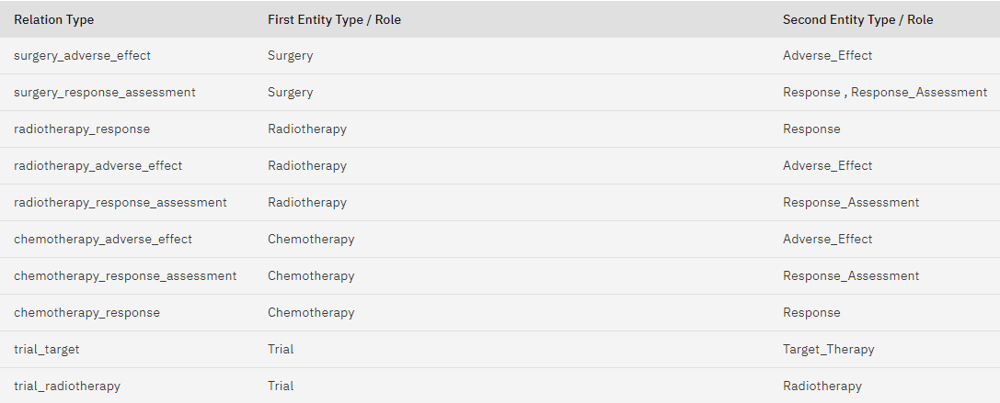 Relation Type First Entity Type / Role Second Entity Type / Role
surgery_adverse_effect Surgery Adverse_Effect
surgery_response_assessment Surgery Response , Response_Assessment
radiotherapy_response Radiotherapy Response
radiotherapy_adverse_effect Radiotherapy Adverse_Effect
radiotherapy_response_assessment Radiotherapy Response_Assessment
chemotherapy_adverse_effect Chemotherapy Adverse_Effect
chemotherapy_response_assessment Chemotherapy Response_Assessment
chemotherapy_response Chemotherapy Response
trial_target Trial Target_Therapy
trial_radiotherapy Trial Radiotherapy